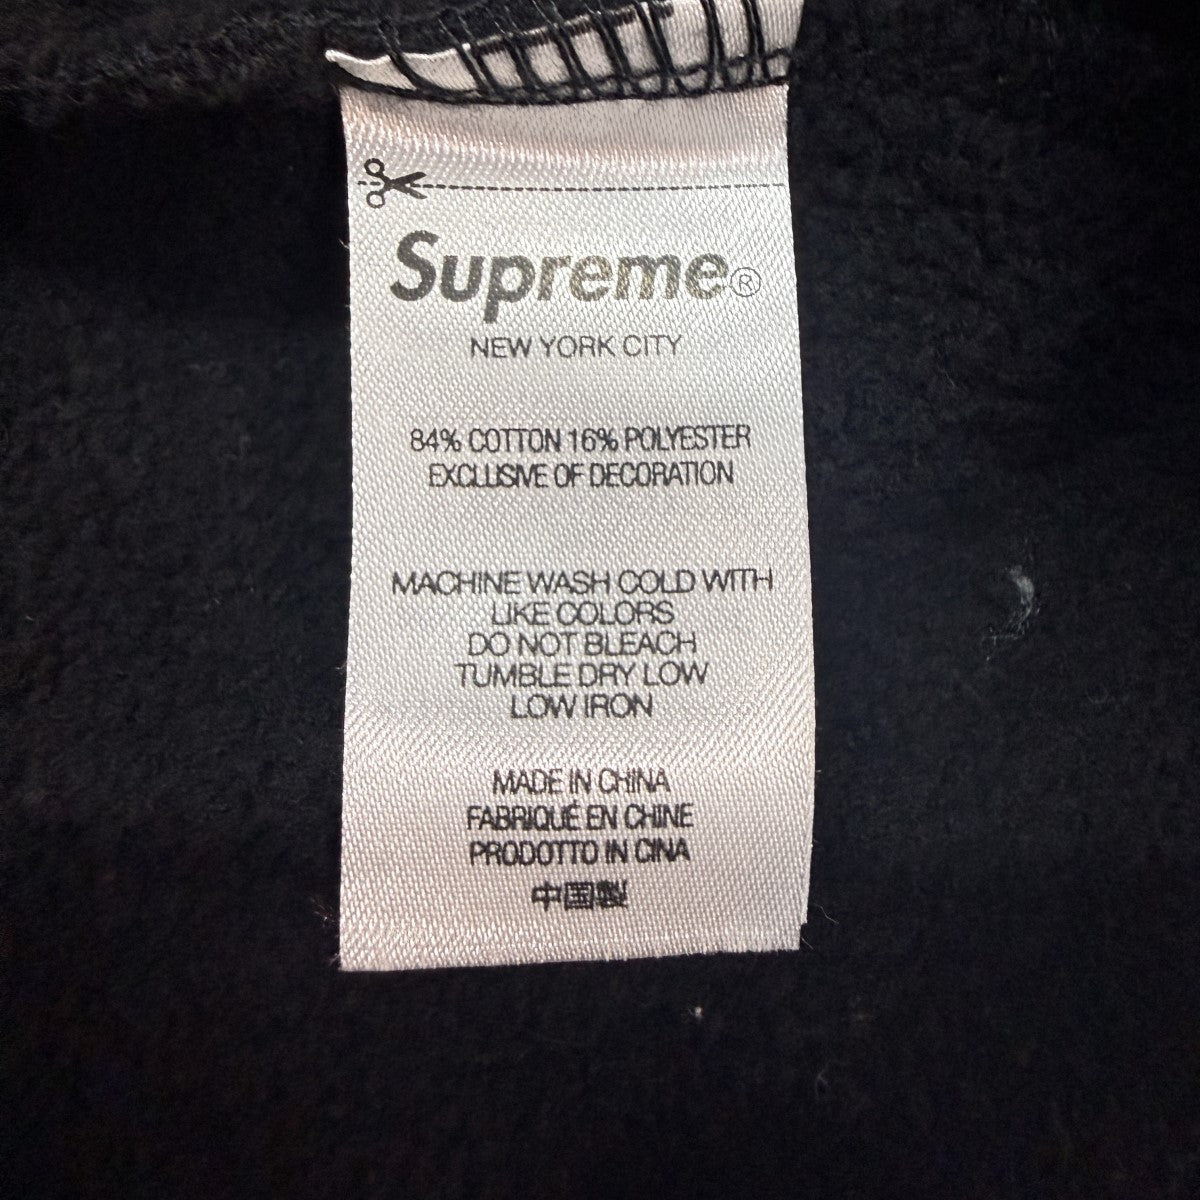 Supreme®
NEW YORK CITY
84% COTTON 16% POLYESTER
EXCLUSIVE OF DECORATION
MACHINE WASH COLD WITH
LIKE COLORS
DO NOT BLEACH
TUMBLE DRY LOW
LOW IRON
MADE IN CHINA
FABRIQUÉ EN CHINE
PRODOTTO IN CINA
中国製